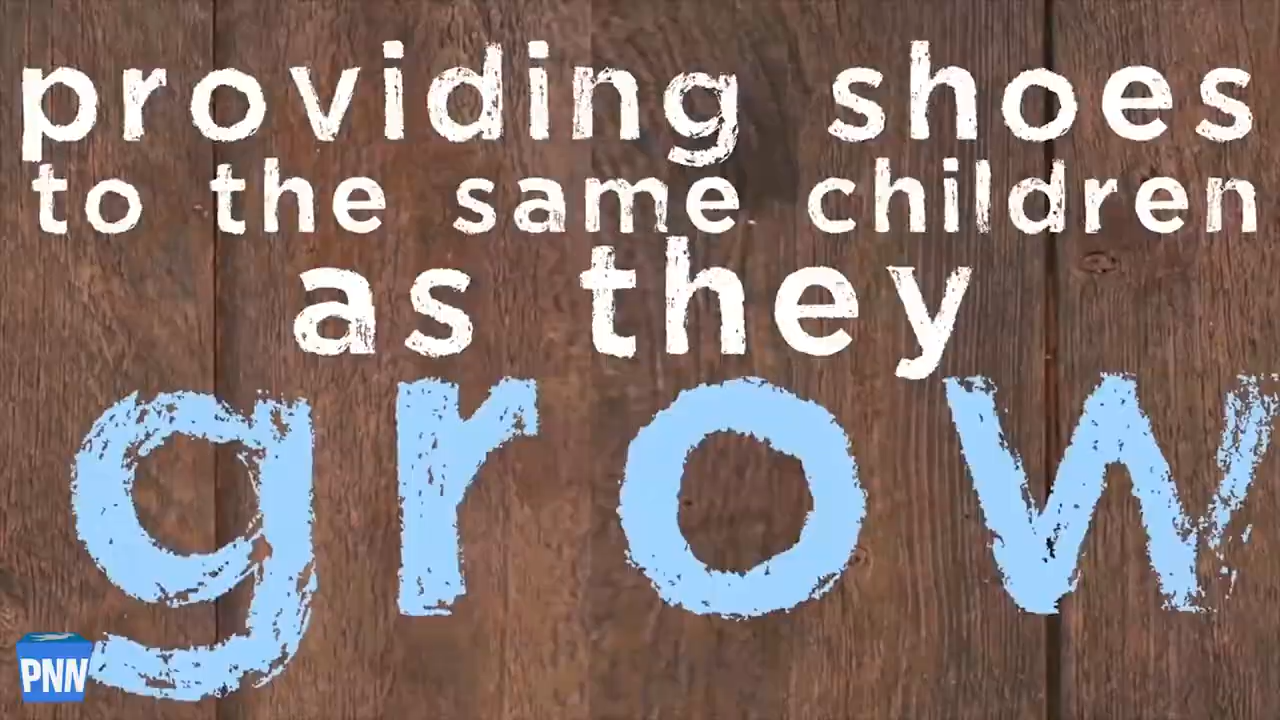 providing shoes
to the same children
as they
grow
PNN